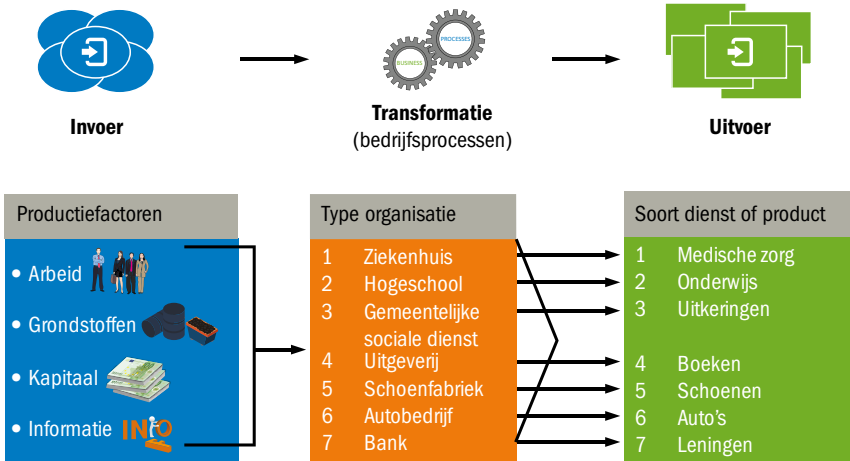 PROCESSES
BUSINESS
Invoer
Transformatie
(bedrijfsprocessen)
Uitvoer
Productiefactoren
• Arbeid
• Grondstoffen
• Kapitaal
• Informatie INFO
Type organisatie
1 Ziekenhuis
2 Hogeschool
3 Gemeentelijke
sociale dienst
4 Uitgeverij
5 Schoenfabriek
6 Autobedrijf
7 Bank
Soort dienst of product
1 Medische zorg
2 Onderwijs
3 Uitkeringen
4 Boeken
5 Schoenen
6 Auto’s
7 Leningen